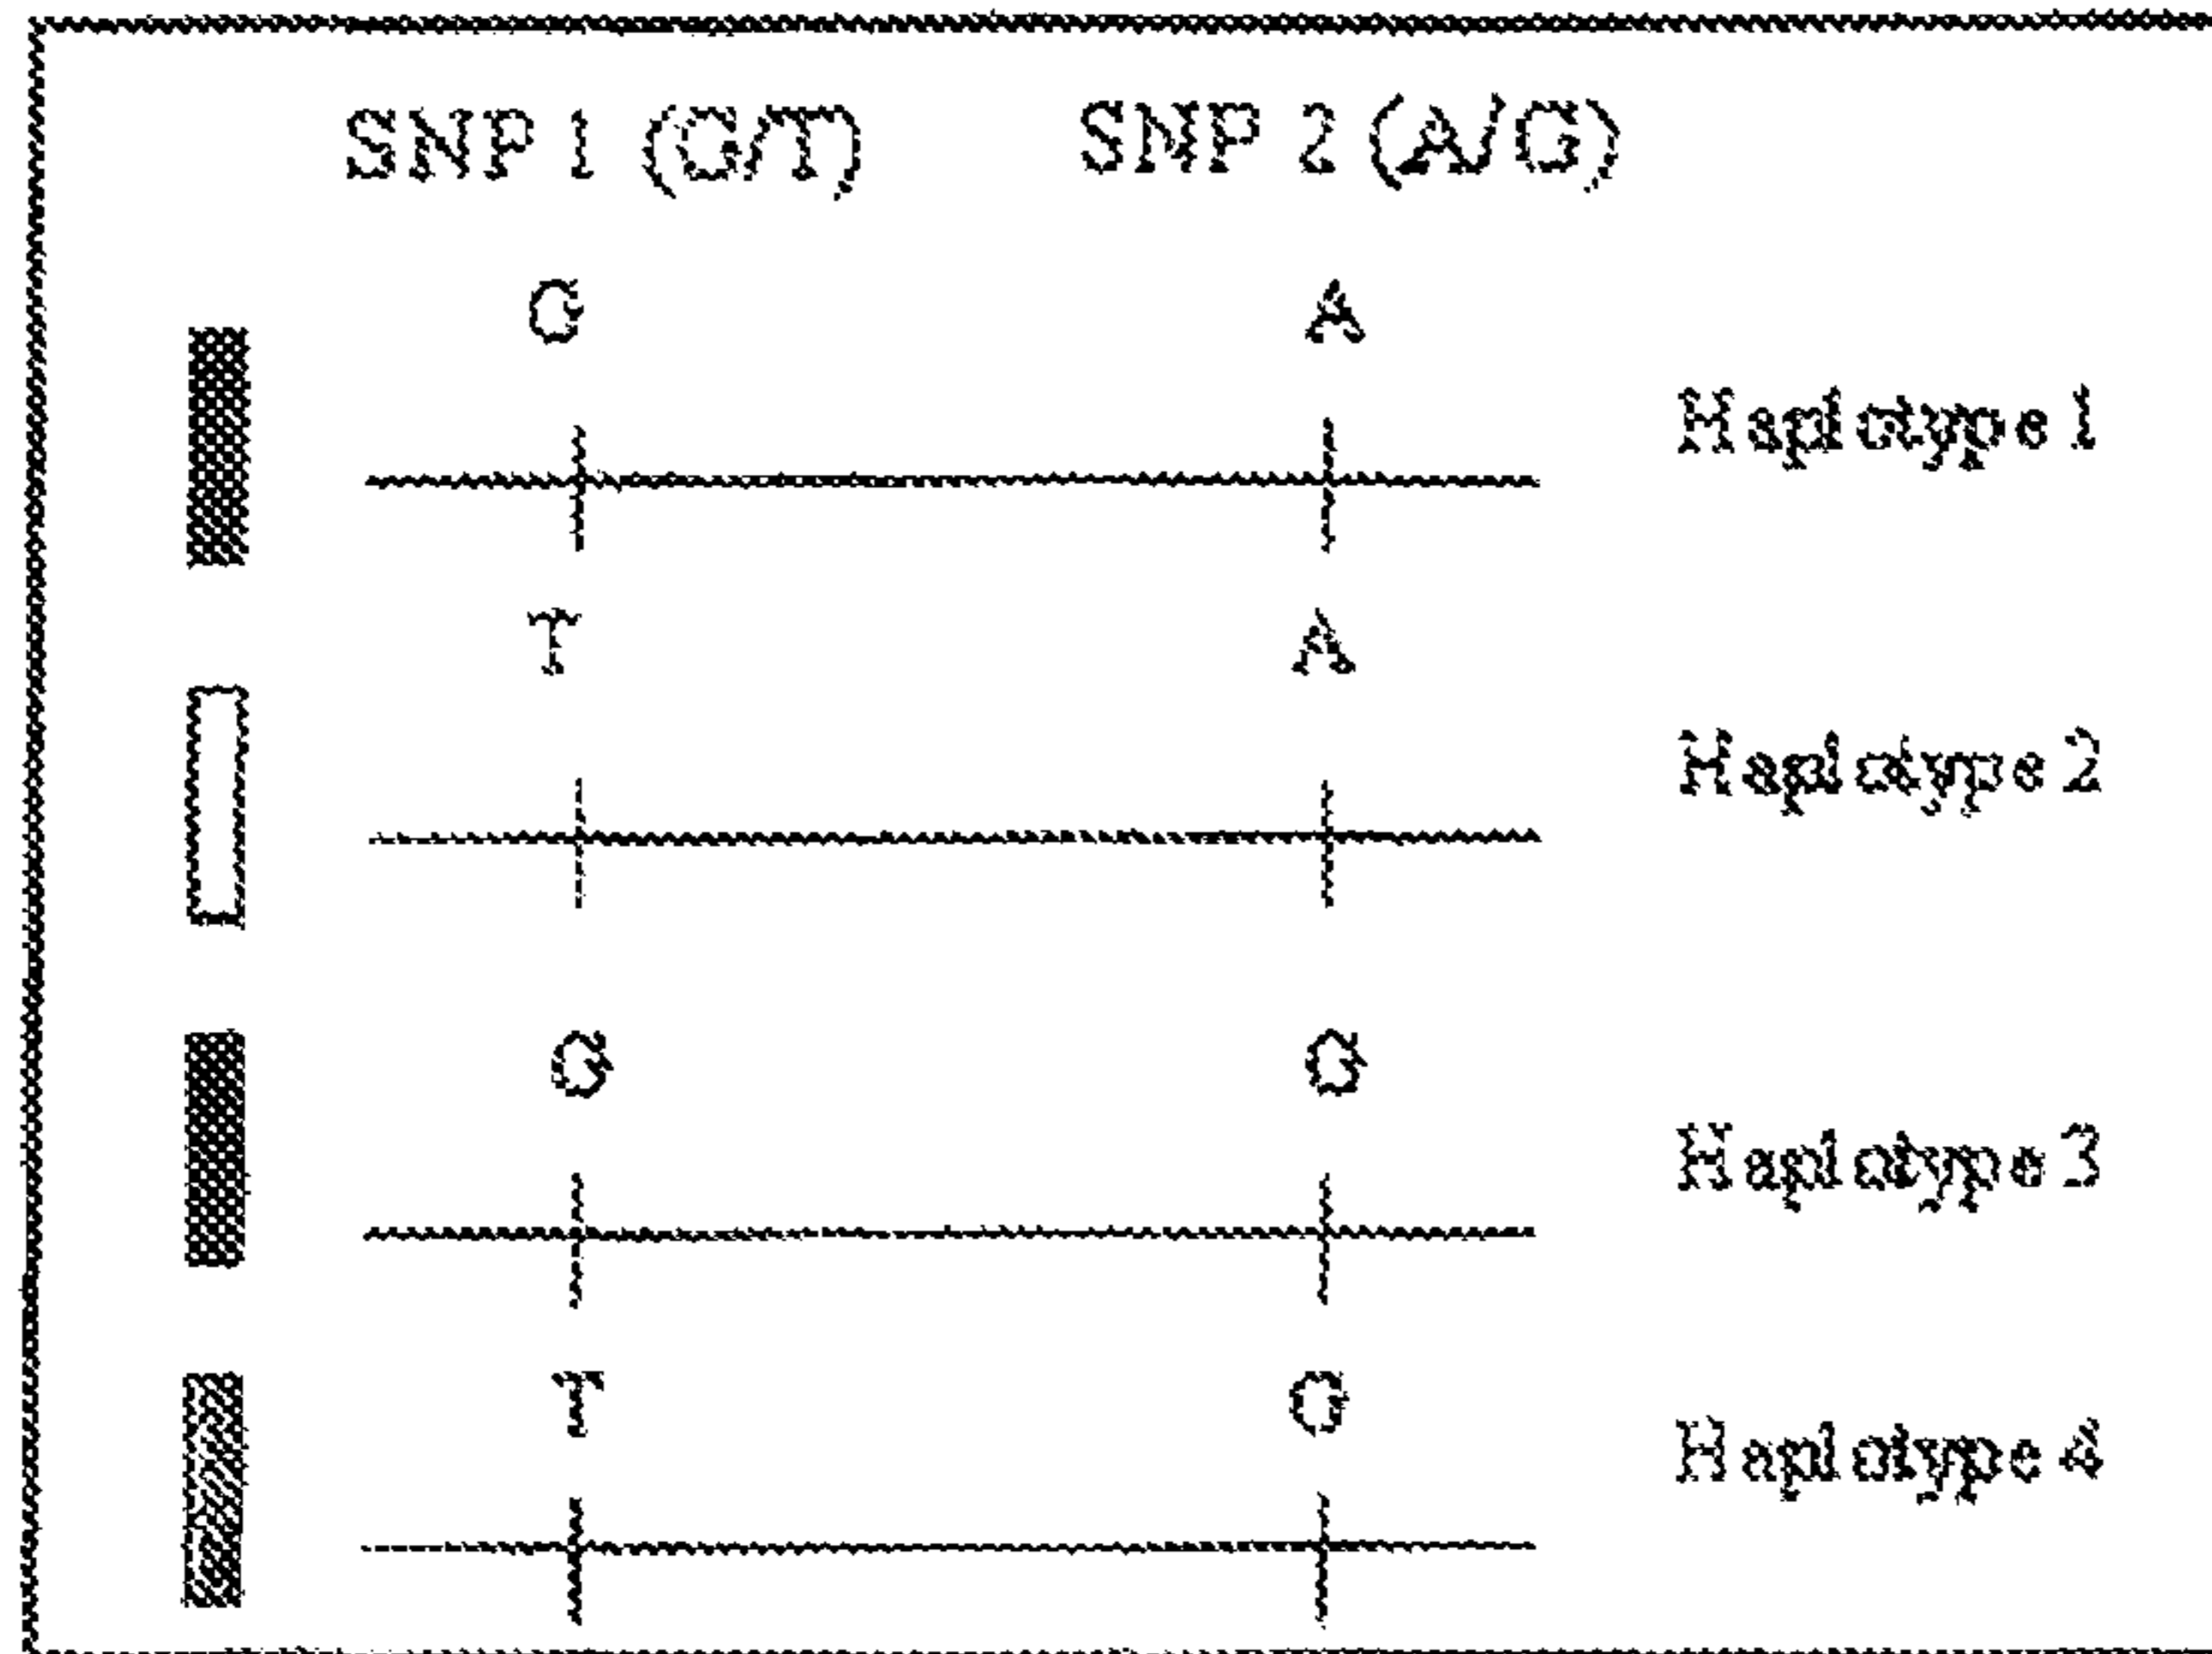 SNP 1 (G/T) SNP 2 (A/G)
G A
Haplotype 1
T A
Haplotype 2
G G
Haplotype 3
T G
Haplotype 4